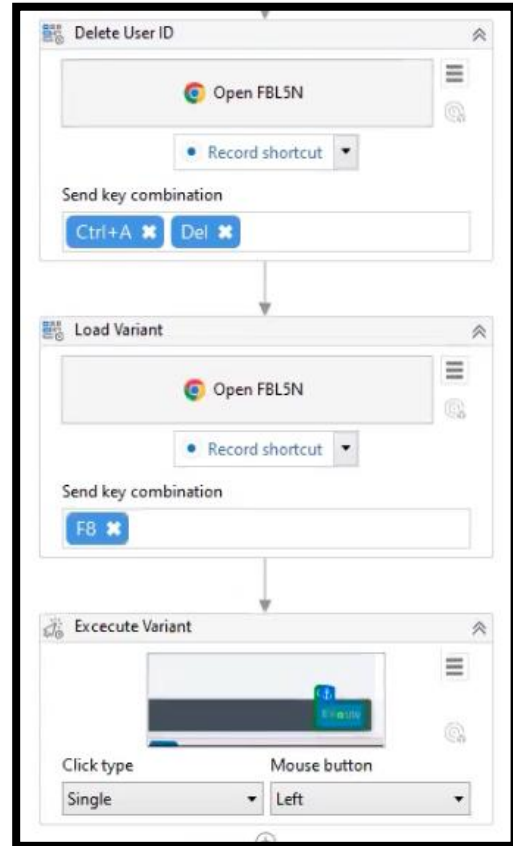 Delete User ID
Open FBL5N
Record shortcut
Send key combination
Ctrl+A Del
Load Variant
Open FBL5N
Record shortcut
Send key combination
F8
Excecute Variant
Click type Mouse button
Single Left